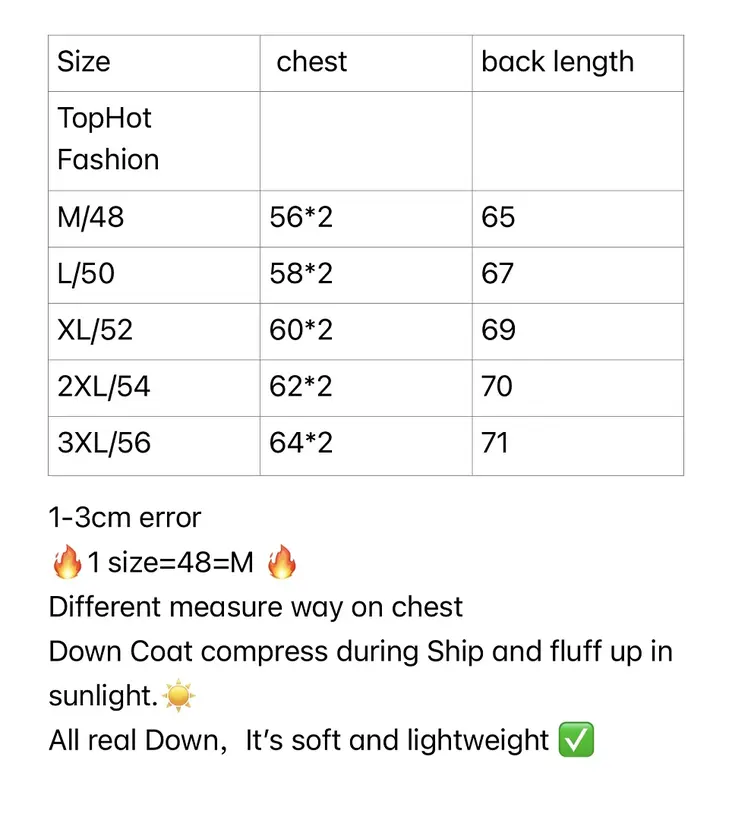 Size chest back length
TopHot
Fashion
M/48 56*2 65
L/50 58*2 67
XL/52 60*2 69
2XL/54 62*2 70
3XL/56 64*2 71
1-3cm error
🔥1 size=48=M 🔥
Different measure way on chest
Down Coat compress during Ship and fluff up in
sunlight.☀️
All real Down，It’s soft and lightweight ✅